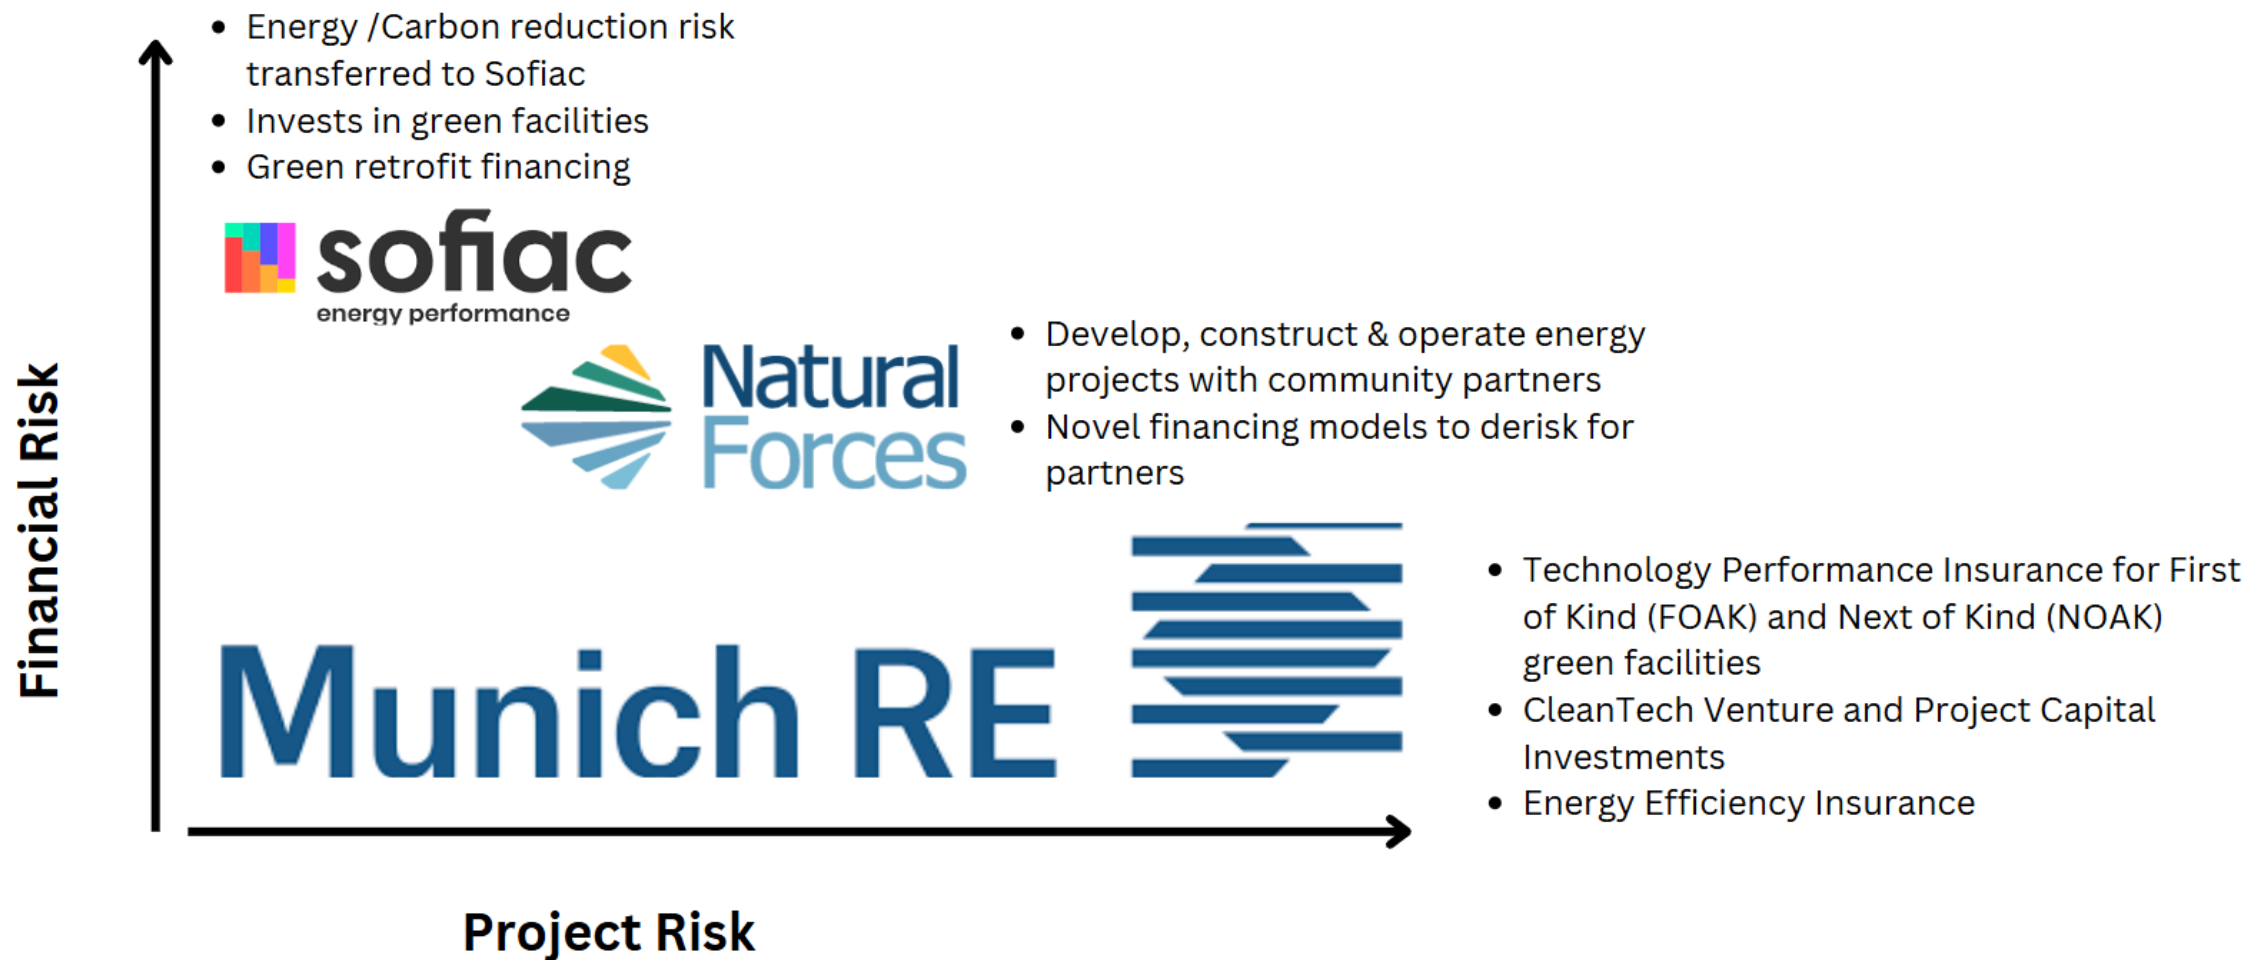 • Energy /Carbon reduction risk
transferred to Sofiac
• Invests in green facilities
• Green retrofit financing
sofiac
energy performance
Natural
Forces
• Develop, construct & operate energy
projects with community partners
• Novel financing models to derisk for
partners
Financial Risk
Munich RE
• Technology Performance Insurance for First
of Kind (FOAK) and Next of Kind (NOAK)
green facilities
• CleanTech Venture and Project Capital
Investments
• Energy Efficiency Insurance
Project Risk